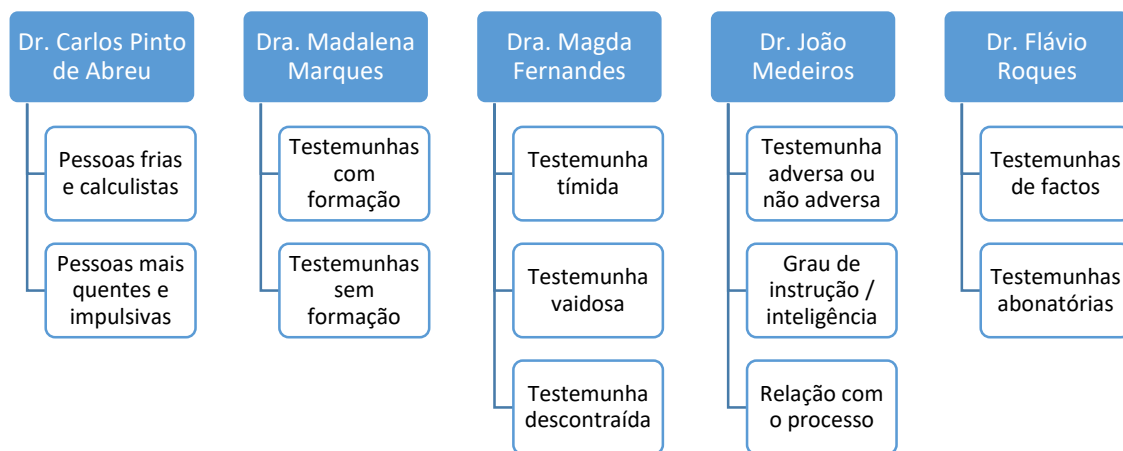 Dr. Carlos Pinto
de Abreu
Pessoas frias
e calculistas
Pessoas mais
quentes e
impulsivas
Dra. Madalena
Marques
Testemunhas
com
formação
Testemunhas
sem
formação
Dra. Magda
Fernandes
Testemunha
tímida
Testemunha
vaidosa
Testemunha
descontraída
Dr. João
Medeiros
Testemunha
adversa ou
não adversa
Grau de
instrução /
inteligência
Relação com
o processo
Dr. Flávio
Roques
Testemunhas
de factos
Testemunhas
abonatórias